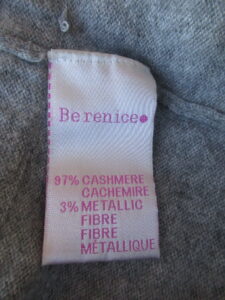 Berenice
97% CASHMERE
CACHEMIRE
3% METALLIC
FIBRE
FIBRE
MÉTALLIQUE